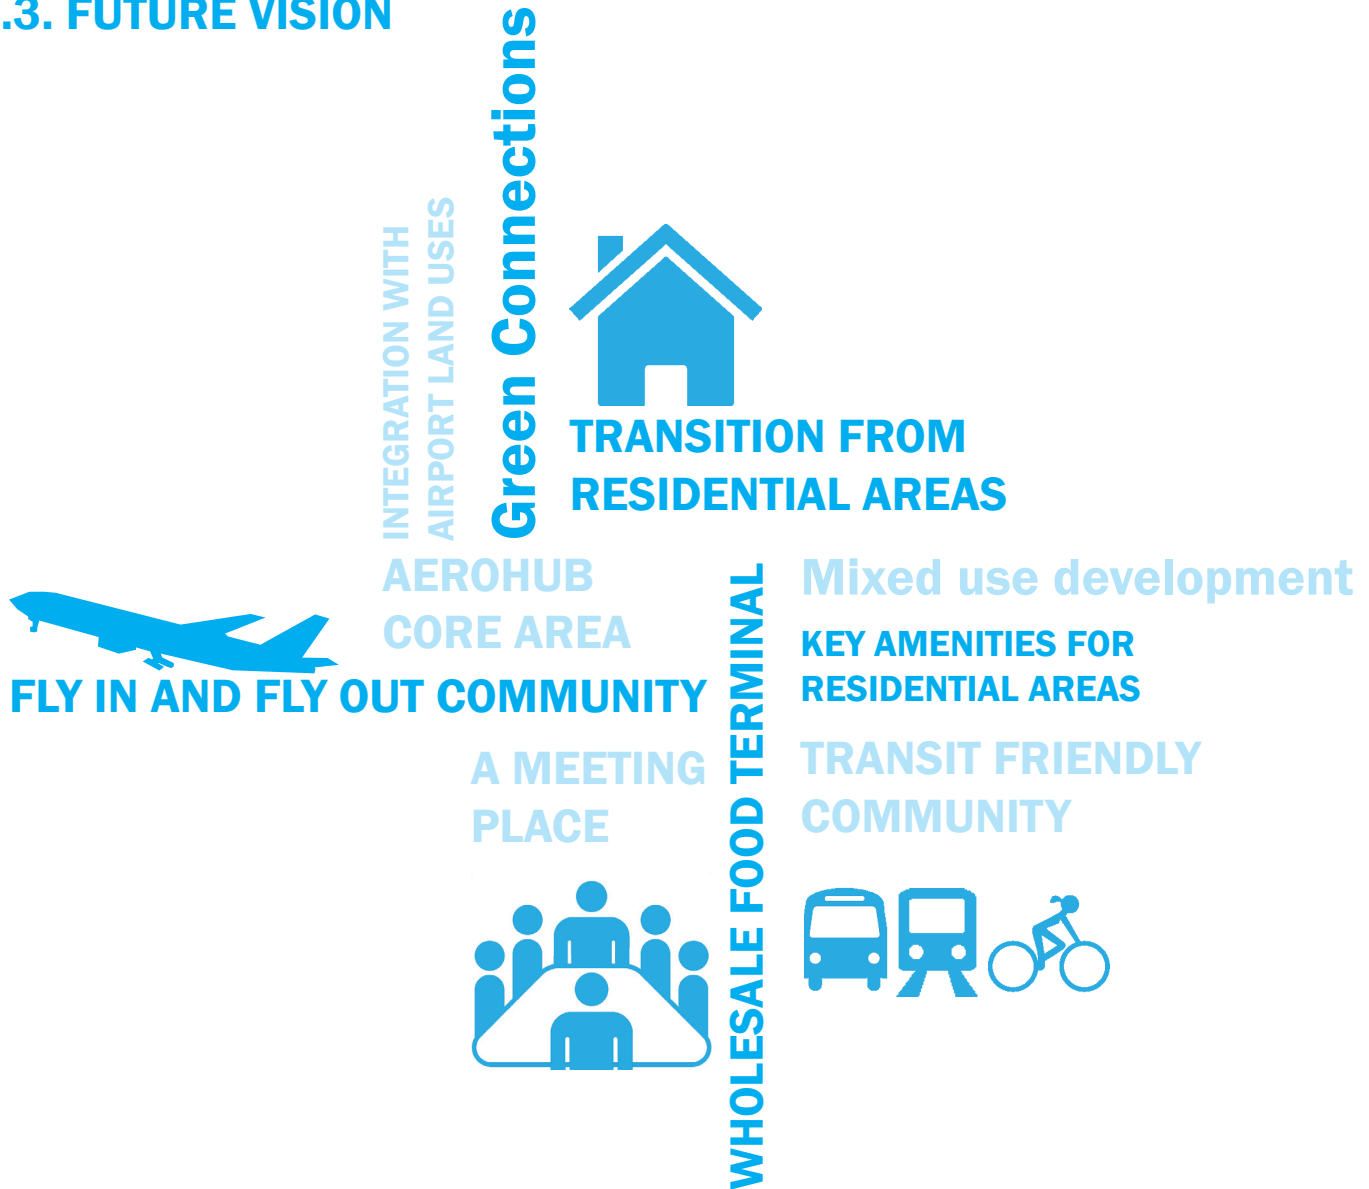 .3. FUTURE VISION
Green Connections
INTEGRATION WITH
AIRPORT LAND USES
TRANSITION FROM
RESIDENTIAL AREAS
AEROHUB
CORE AREA
FLY IN AND FLY OUT COMMUNITY
A MEETING
PLACE
WHOLESALE FOOD TERMINAL
Mixed use development
KEY AMENITIES FOR
RESIDENTIAL AREAS
TRANSIT FRIENDLY
COMMUNITY